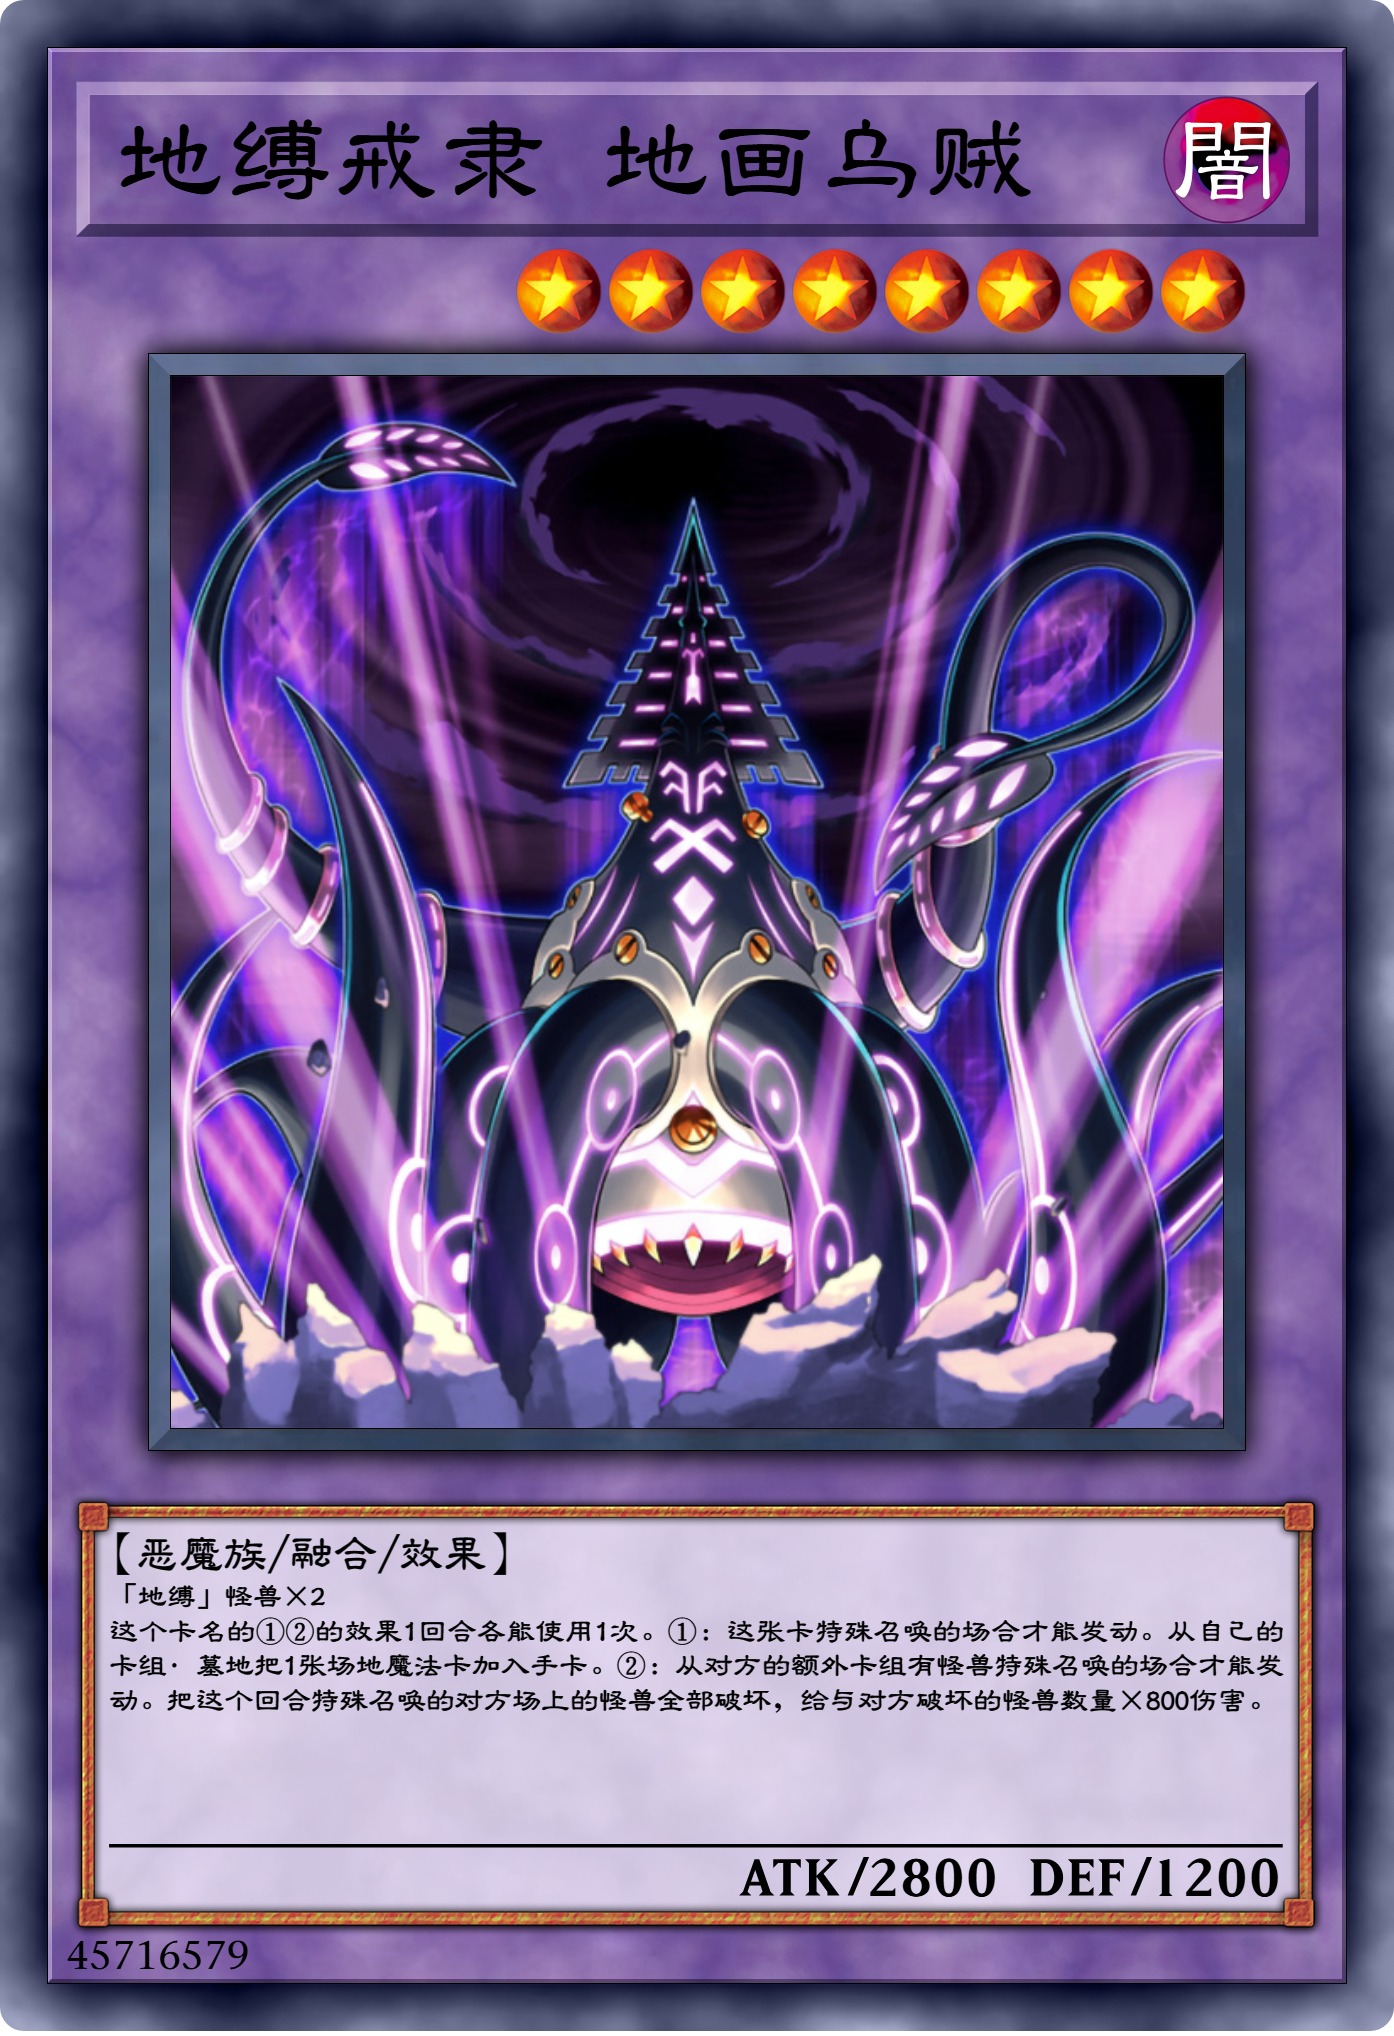 地缚戒隶 地画乌贼
闇
【恶魔族/融合/效果】
「地缚」怪兽×2
这个卡名的①②的效果1回合各能使用1次。①：这张卡特殊召唤的场合才能发动。从自己的
卡组·墓地把1张场地魔法卡加入手卡。②：从对方的额外卡组有怪兽特殊召唤的场合才能发
动。把这个回合特殊召唤的对方场上的怪兽全部破坏，给与对方破坏的怪兽数量×800伤害。
ATK/2800 DEF/1200
45716579